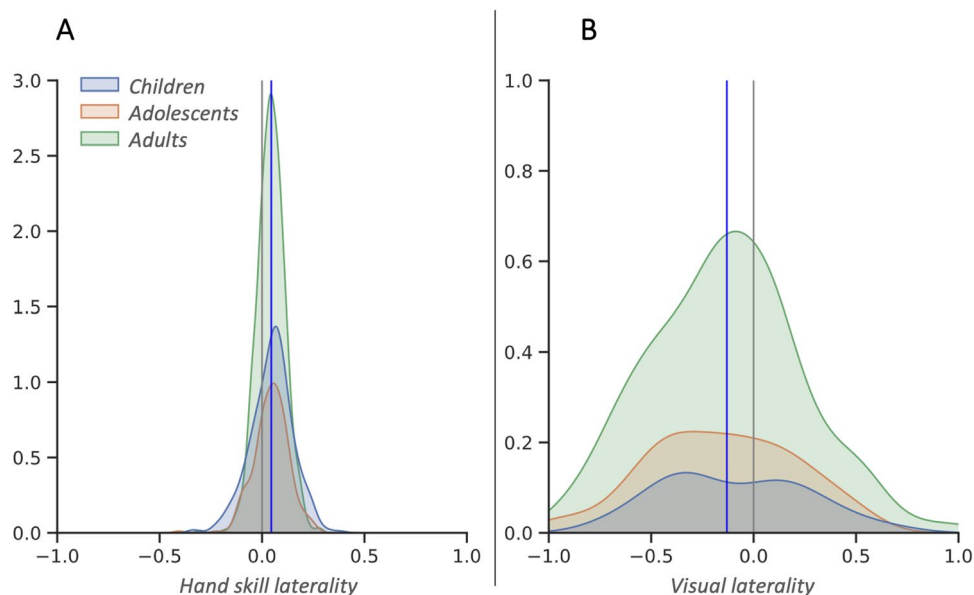 A
3.0
2.5
2.0
1.5
1.0
0.5
0.0
Children
Adolescents
Adults
−1.0 −0.5 0.0 0.5 1.0
Hand skill laterality
B
1.0
0.8
0.6
0.4
0.2
0.0
−1.0 −0.5 0.0 0.5 1.0
Visual laterality